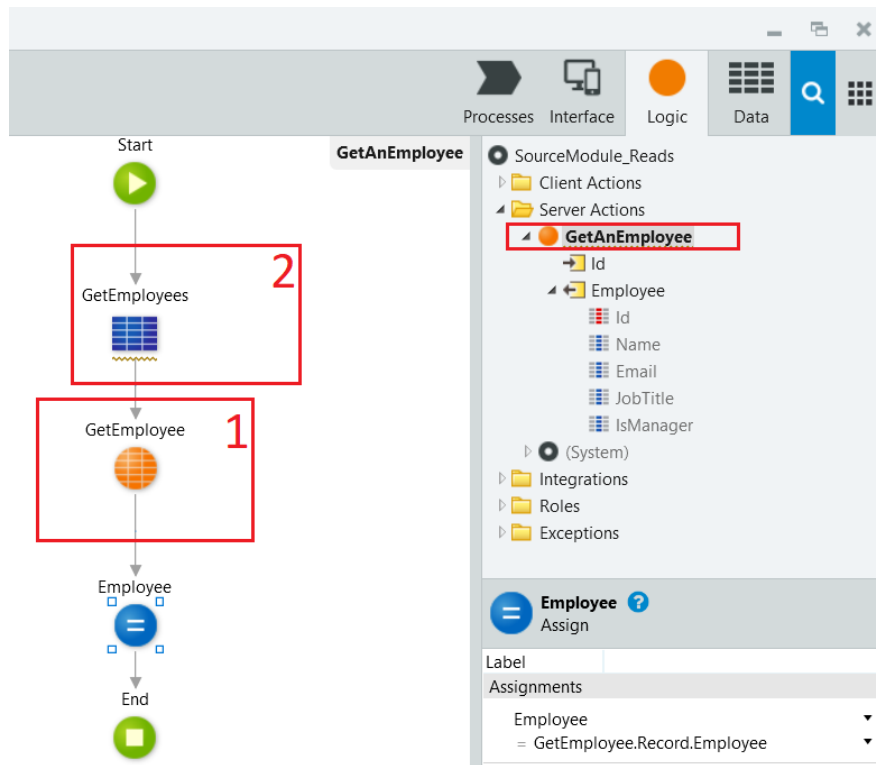 Processes
Interface
Logic
Data
Start
GetAnEmployee
2
GetEmployees
1
GetEmployee
Employee
End
SourceModule_Reads
Client Actions
Server Actions
GetAnEmployee
Id
Employee
Id
Name
Email
JobTitle
IsManager
(System)
Integrations
Roles
Exceptions
Employee ?
Assign
Label
Assignments
Employee
= GetEmployee.Record.Employee